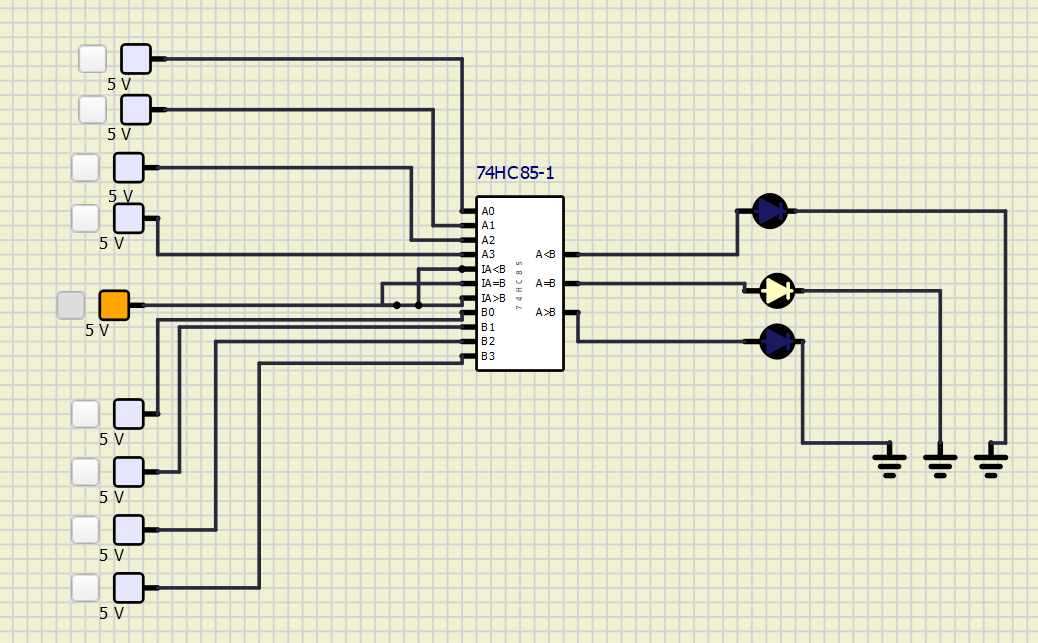 5 V
5 V
5 V
5 V
5 V
5 V
5 V
5 V
5 V
74HC85-1
A0
A1
A2
A3
IA<B
IA=B
IA>B
B0
B1
B2
B3
74HC85
A<B
A=B
A>B